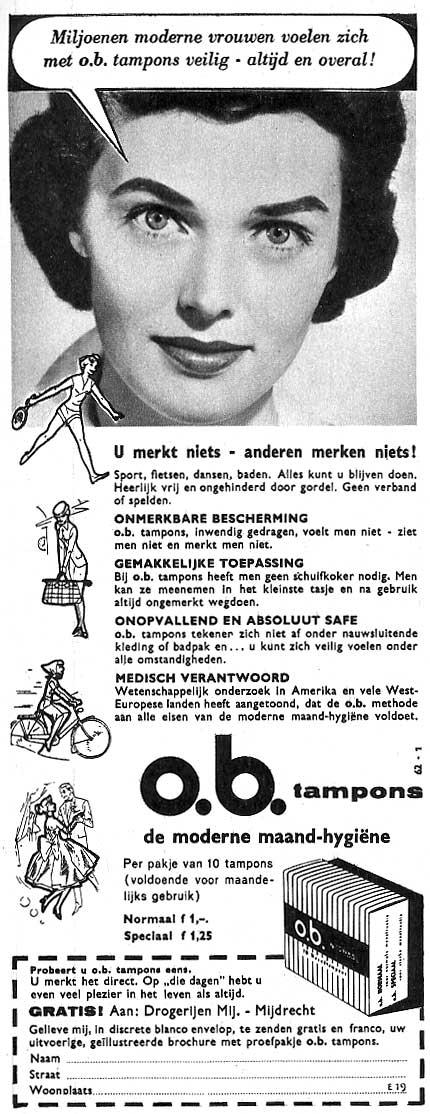 Miljoenen moderne vrouwen voelen zich
met o.b. tampons veilig - altijd en overal!
U merkt niets - anderen merken niets!
Sport, fietsen, dansen, baden. Alles kunt u blijven doen.
Heerlijk vrij en ongehinderd door gordel. Geen verband
of spelden.
ONMERKBARE BESCHERMING
o.b. tampons, inwendig gedragen, voelt men niet - ziet
men niet en merkt men niet.
GEMAKKELIJKE TOEPASSING
Bij o.b. tampons heeft men geen schuifkoker nodig. Men
kan ze meenemen in het kleinste tasje en na gebruik
altijd ongemerkt wegdoen.
ONOPVALLEND EN ABSOLUUT SAFE
o.b. tampons tekenen zich niet af onder nauwsluitende
kleding of badpak en... u kunt zich veilig voelen onder
alle omstandigheden.
MEDISCH VERANTWOORD
Wetenschappelijk onderzoek in Amerika en vele West-
Europese landen heeft aangetoond, dat de o.b. methode
aan alle eisen van de moderne maand-hygiëne voldoet.
62 - 1
o.b. tampons
de moderne maand-hygiëne
Per pakje van 10 tampons
(voldoende voor maande-
lijks gebruik)
Normaal f 1,-.
Speciaal f 1,25
o.b.
o.b. NORMAAL
o.b. SPECIAL
Probeert u o.b. tampons eens.
U merkt het direct. Op „die dagen" hebt u
even veel plezier in het leven als altijd.
GRATIS! Aan: Drogerijen Mij. - Mijdrecht
Gelieve mij, in discrete blanco envelop, te zenden gratis en franco, uw
uitvoerige, geïllustreerde brochure met proefpakje o.b. tampons.
Naam
Straat
Woonplaats
E 19